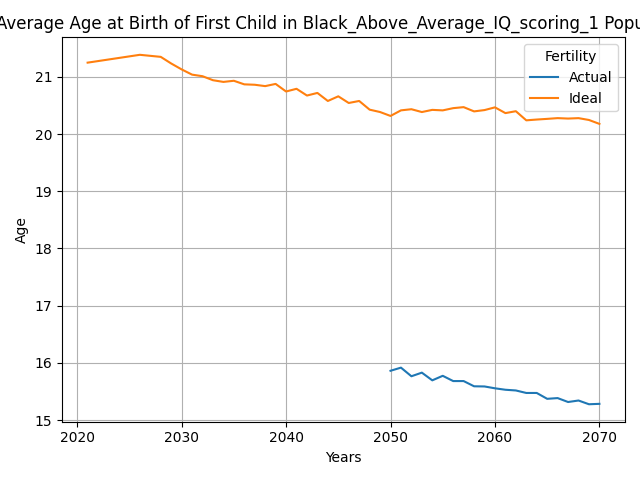 Average Age at Birth of First Child in Black_Above_Average_IQ_scoring_1
Fertility
Actual
Ideal
21
20
19
18
17
16
15
Age
2020
2030
2040
2050
2060
2070
Years